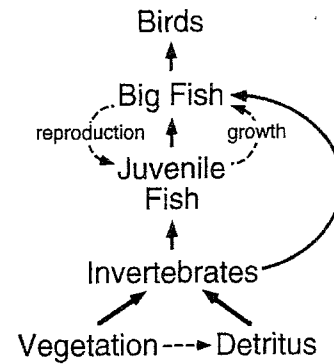 Birds
Big Fish
reproduction
growth
Juvenile
Fish
Invertebrates
Vegetation
Detritus